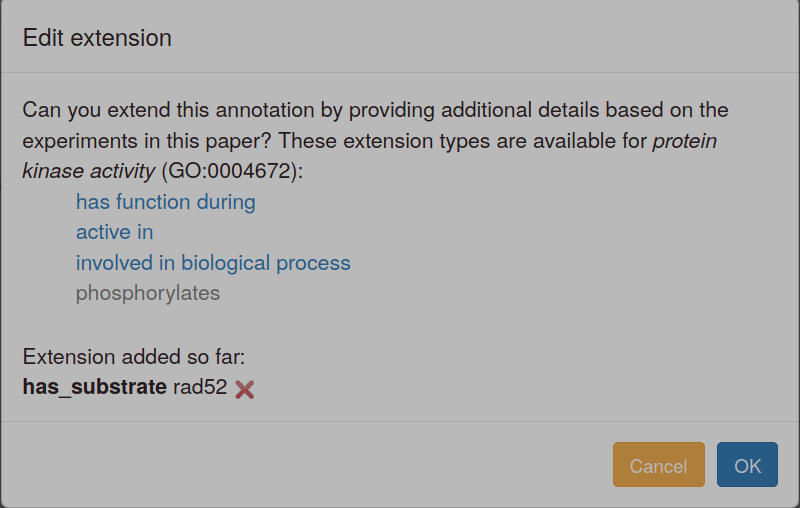 Edit extension
Can you extend this annotation by providing additional details based on the
experiments in this paper? These extension types are available for protein
kinase activity (GO:0004672):
has function during
active in
involved in biological process
phosphorylates
Extension added so far:
has_substrate rad52
Cancel OK